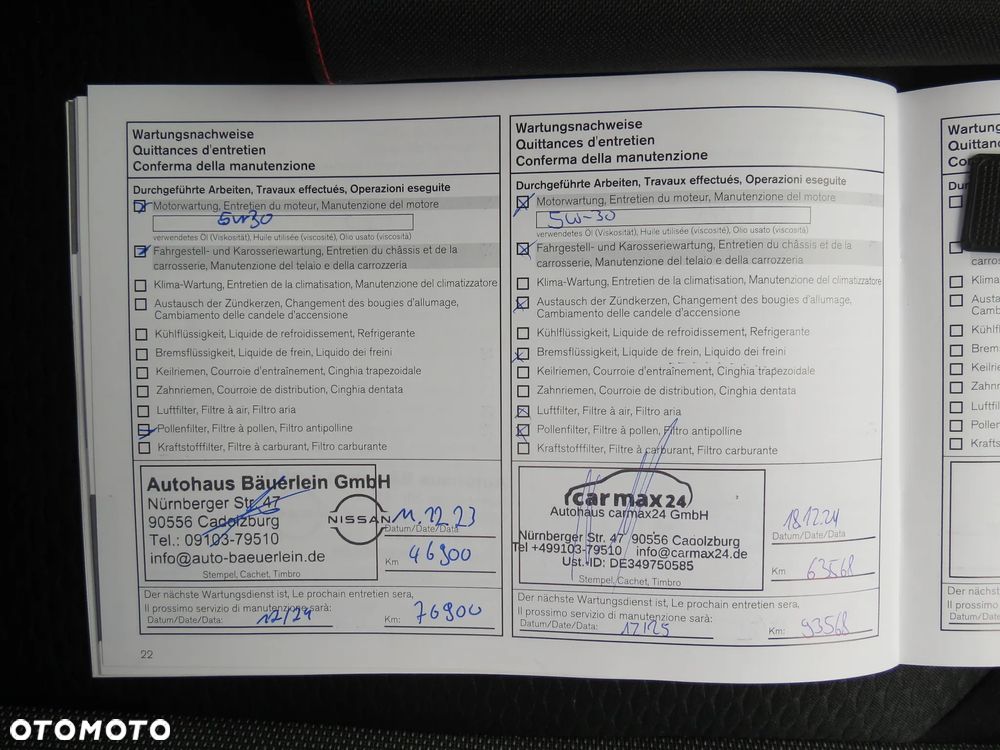 Wartungsnachweise
Quittances d'entretien
Conferma della manutenzione
Durchgeführte Arbeiten, Travaux effectués, Operazioni eseguite
Motorwartung, Entretien du moteur, Manutenzione del motore
5w30
verwendetes Öl (Viskosität), Huile utilisée (viscosité), Olio usato (viscosità)
Fahrgestell- und Karosseriewartung, Entretien du châssis et de la
carrosserie, Manutenzione del telaio e della carrozzeria
Klima-Wartung, Entretien de la climatisation, Manutenzione del climatizzatore
Austausch der Zündkerzen, Changement des bougies d'allumage,
Cambiamento delle candele d'accensione
Kühlflüssigkeit, Liquide de refroidissement, Refrigerante
Bremsflüssigkeit, Liquide de frein, Liquido dei freini
Keilriemen, Courroie d'entraînement, Cinghia trapezoidale
Zahnriemen, Courroie de distribution, Cinghia dentata
Luftfilter, Filtre à air, Filtro aria
Pollenfilter, Filtre à pollen, Filtro antipolline
Kraftstofffilter, Filtre à carburant, Filtro carburante
Autohaus Bäuerlein GmbH
Nürnberger Str. 47
90556 Cadolzburg
Tel.: 09103-79510
info@auto-baeuerlein.de
NISSAN
11.12.23
Datum/Date/Data
Km 46900
Stempel, Cachet, Timbro
Der nächste Wartungsdienst ist, Le prochain entretien sera,
Il prossimo servizio di manutenzione sarà:
Datum/Date/Data: 12/24 Km: 76900
22
Wartungsnachweise
Quittances d'entretien
Conferma della manutenzione
Durchgeführte Arbeiten, Travaux effectués, Operazioni eseguite
Motorwartung, Entretien du moteur, Manutenzione del motore
5W-30
verwendetes Öl (Viskosität), Huile utilisée (viscosité), Olio usato (viscosità)
Fahrgestell- und Karosseriewartung, Entretien du châssis et de la
carrosserie, Manutenzione del telaio e della carrozzeria
Klima-Wartung, Entretien de la climatisation, Manutenzione del climatizzatore
Austausch der Zündkerzen, Changement des bougies d'allumage,
Cambiamento delle candele d'accensione
Kühlflüssigkeit, Liquide de refroidissement, Refrigerante
Bremsflüssigkeit, Liquide de frein, Liquido dei freini
Keilriemen, Courroie d'entraînement, Cinghia trapezoidale
Zahnriemen, Courroie de distribution, Cinghia dentata
Luftfilter, Filtre à air, Filtro aria
Pollenfilter, Filtre à pollen, Filtro antipolline
Kraftstofffilter, Filtre à carburant, Filtro carburante
carmax24
Autohaus carmax24 GmbH
Nürnberger Str. 47 90556 Cadolzburg
Tel +499103-79510 info@carmax24.de
Ust.-ID: DE349750585
Stempel, Cachet, Timbro
18.12.24
Datum/Date/Data
Km 63568
Der nächste Wartungsdienst ist, Le prochain entretien sera,
Il prossimo servizio di manutenzione sarà:
Datum/Date/Data: 12/25 Km: 93568
OTOMOTO